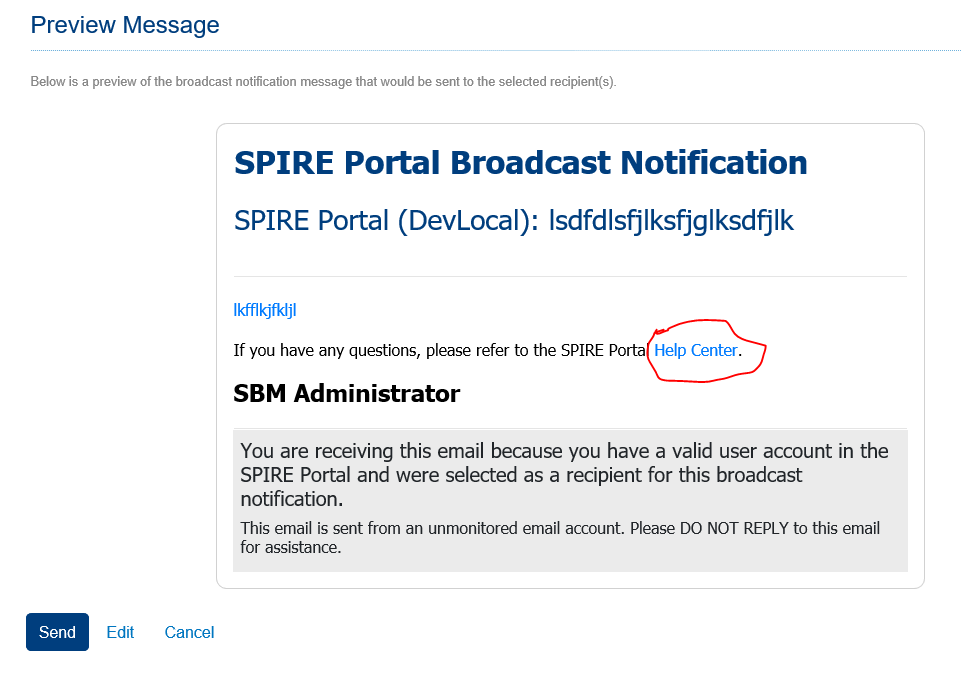 Preview Message
Below is a preview of the broadcast notification message that would be sent to the selected recipient(s).
SPIRE Portal Broadcast Notification
SPIRE Portal (DevLocal): lsdfdlsfjlksfjglksdfjlk
lkfflkjfkljl
If you have any questions, please refer to the SPIRE Portal Help Center.
SBM Administrator
You are receiving this email because you have a valid user account in the
SPIRE Portal and were selected as a recipient for this broadcast
notification.
This email is sent from an unmonitored email account. Please DO NOT REPLY to this email
for assistance.
Send Edit Cancel